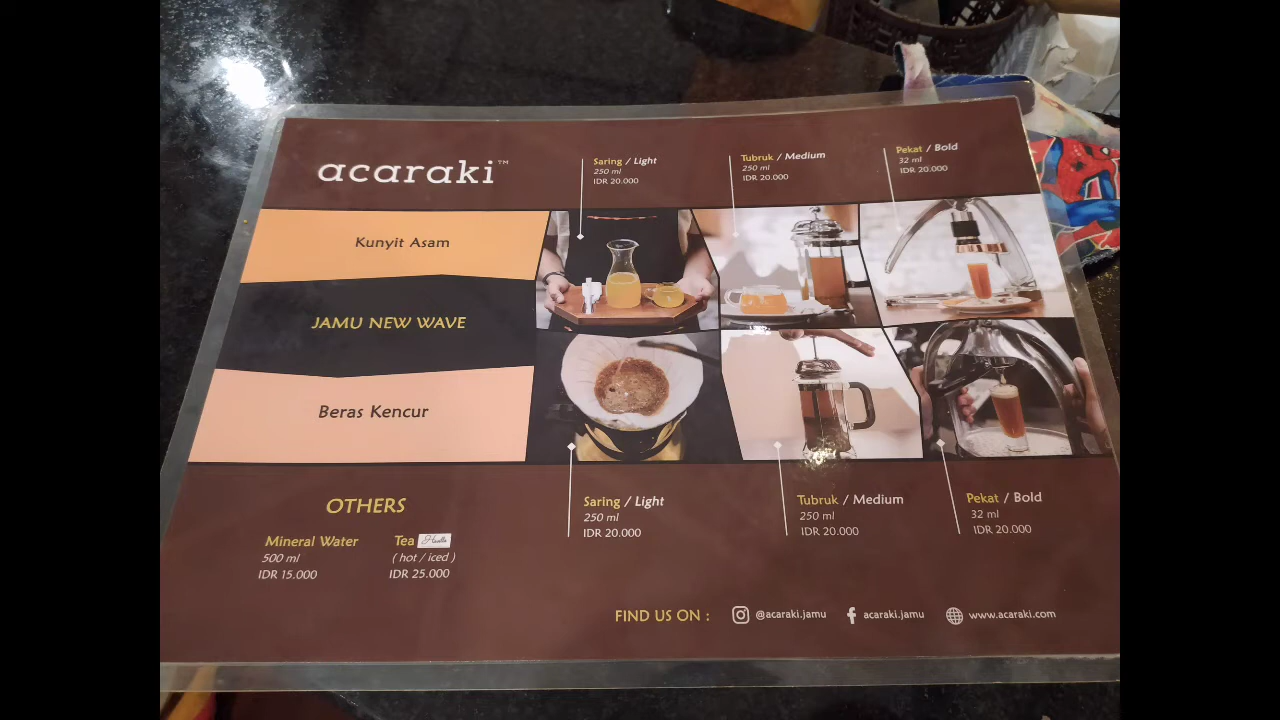 acaraki™
Saring / Light
250 ml
IDR 20.000
Tubruk / Medium
250 ml
IDR 20.000
Pekat / Bold
32 ml
IDR 20.000
Kunyit Asam
JAMU NEW WAVE
Beras Kencur
Saring / Light
250 ml
IDR 20.000
Tubruk / Medium
250 ml
IDR 20.000
Pekat / Bold
32 ml
IDR 20.000
OTHERS
Mineral Water
500 ml
IDR 15.000
Tea
( hot / iced )
IDR 25.000
FIND US ON :
@acaraki.jamu
acaraki.jamu
www.acaraki.com